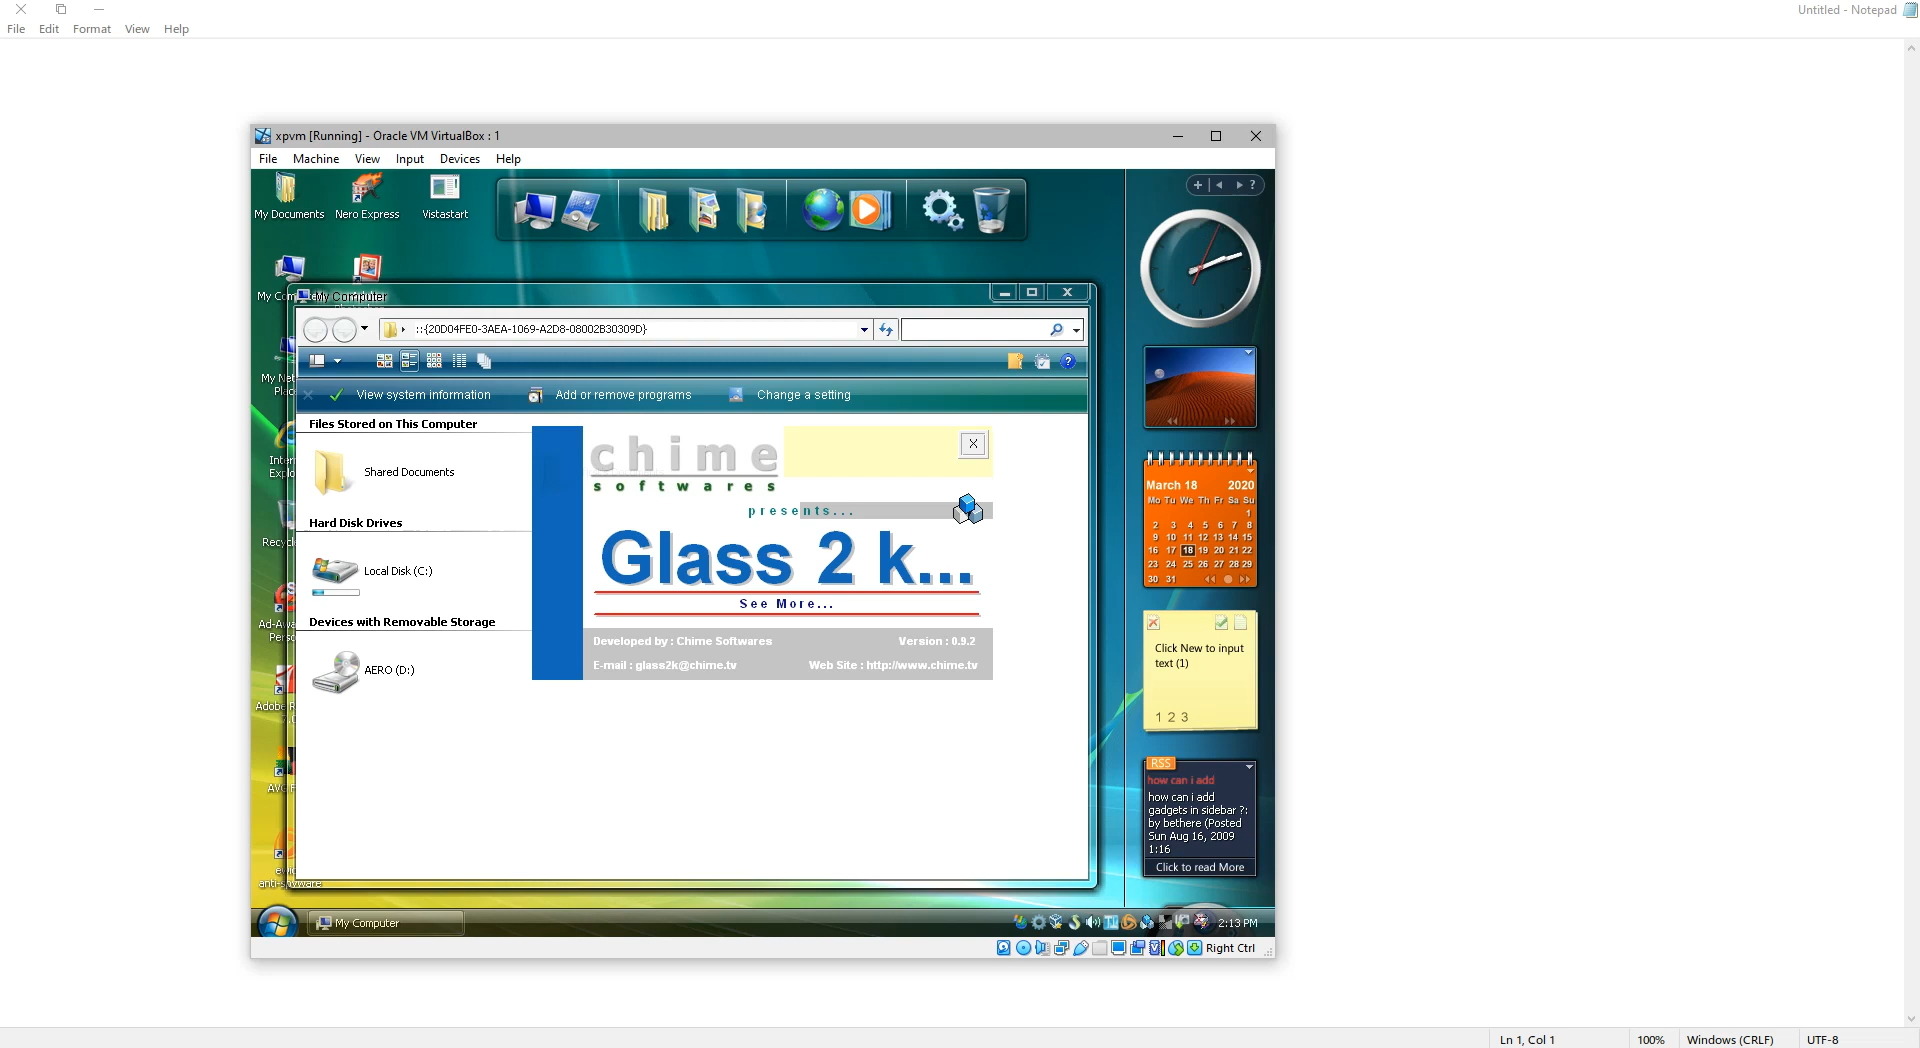 Untitled - Notepad
File Edit Format View Help
xpvm [Running] - Oracle VM VirtualBox : 1
File Machine View Input Devices Help
My Documents
Nero Express
Vistastart
My Computer
::{20D04FE0-3AEA-1069-A2D8-08002B30309D}
View system information
Add or remove programs
Change a setting
Files Stored on This Computer
Shared Documents
Hard Disk Drives
Local Disk (C:)
Devices with Removable Storage
AERO (D:)
chime
softwares
presents...
Glass 2 k...
See More...
Developed by : Chime Softwares
Version : 0.9.2
E-mail : glass2k@chime.tv
Web Site : http://www.chime.tv
X
anti-spyware
March 18 2020
Mo Tu We Th Fr Sa Su
1
2 3 4 5 6 7 8
9 10 11 12 13 14 15
16 17 18 19 20 21 22
23 24 25 26 27 28 29
30 31
Click New to input
text (1)
1 2 3
RSS
how can i add
how can i add
gadgets in sidebar ?:
by bethere (Posted
Sun Aug 16, 2009
1:16
Click to read More
My Computer
2:13 PM
Right Ctrl
Ln 1, Col 1
100%
Windows (CRLF)
UTF-8